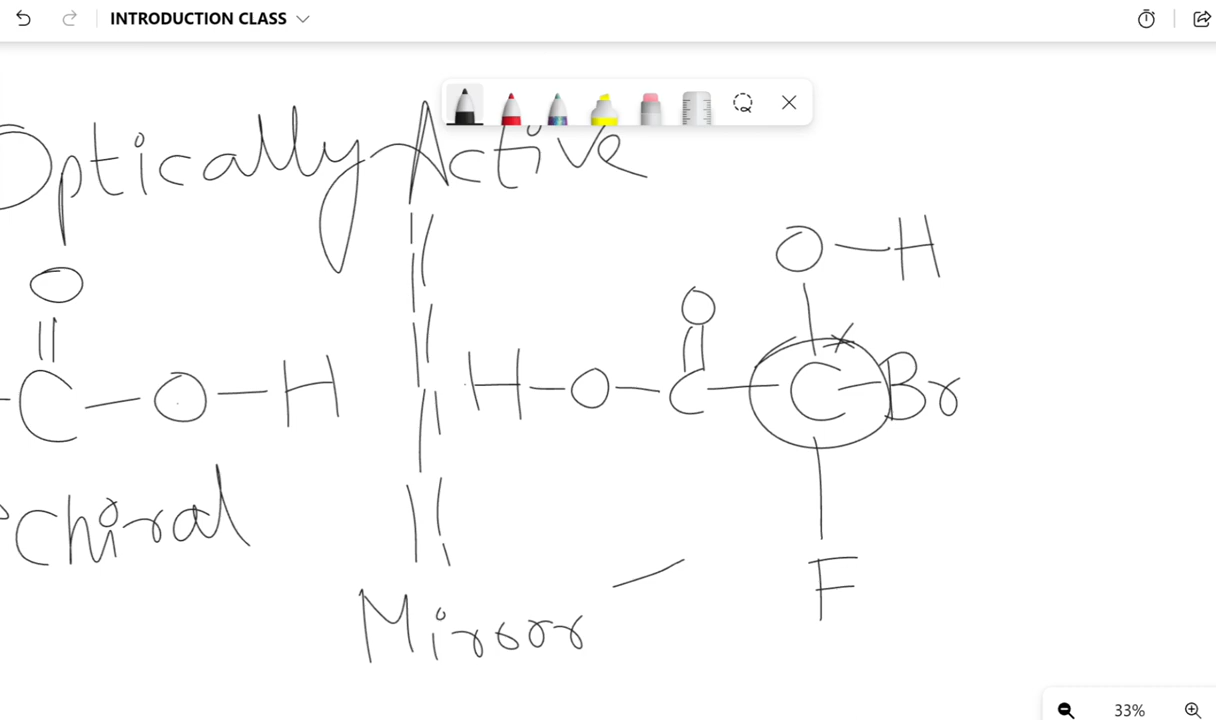 INTRODUCTION CLASS
Optically Active
O
O-H
O
C-O-H
H-O-C-C*-Br
F
chiral
Mirror
33%